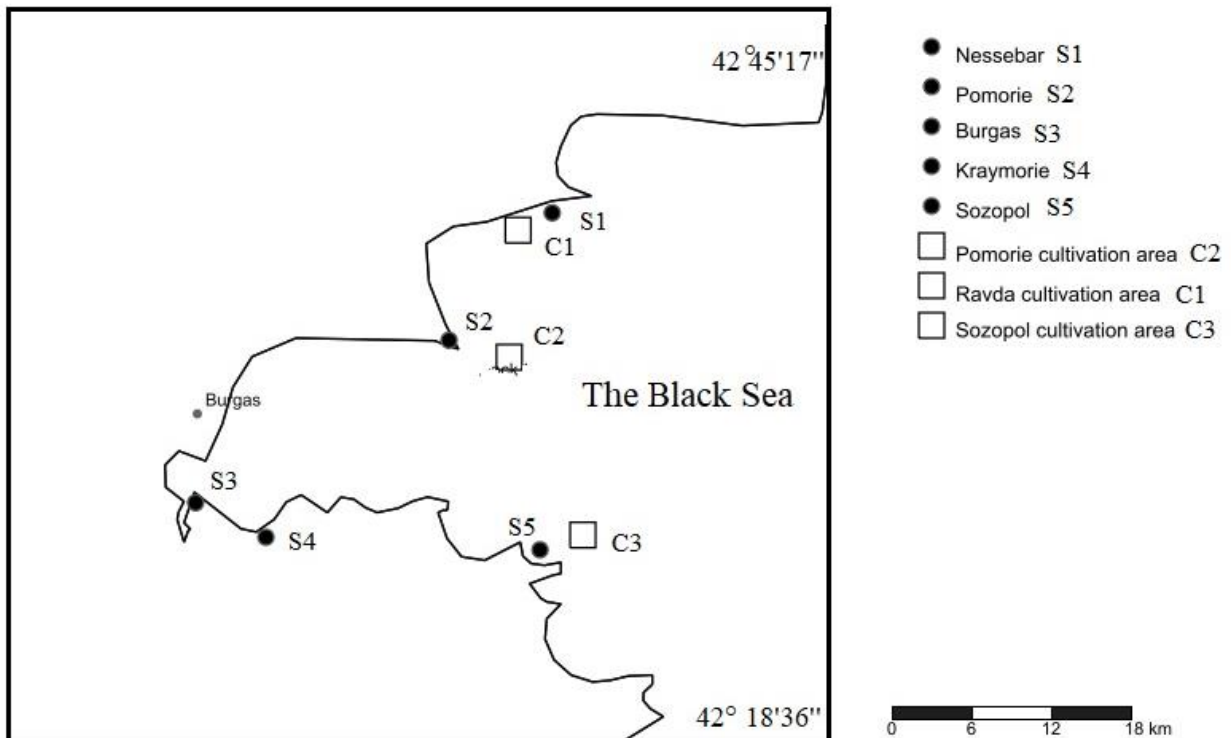 42°45'17"
S1
C1
S2
C2
The Black Sea
Burgas
S3
S4
S5
C3
42° 18'36"
Nessebar S1
Pomorie S2
Burgas S3
Kraymorie S4
Sozopol S5
Pomorie cultivation area C2
Ravda cultivation area C1
Sozopol cultivation area C3
0 6 12 18 km